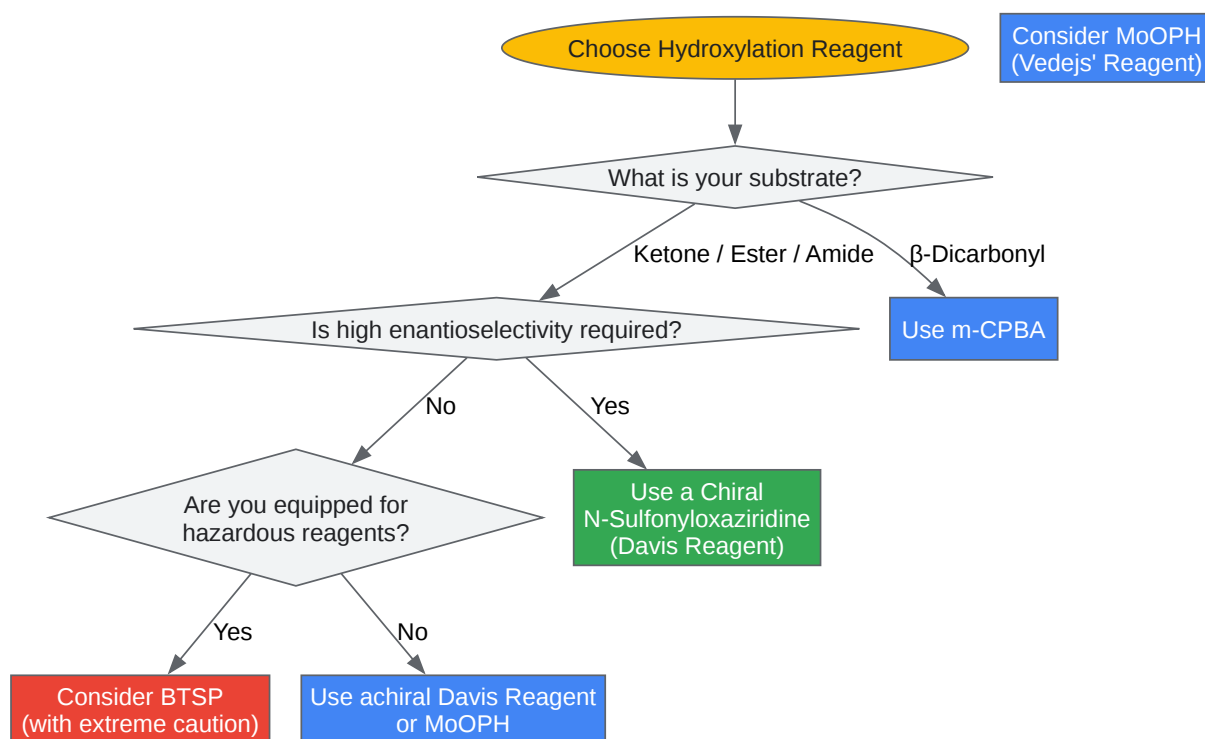 Choose Hydroxylation Reagent
Consider MoOPH
(Vedejs' Reagent)
What is your substrate?
Ketone / Ester / Amide
β-Dicarbonyl
Is high enantioselectivity required?
Use m-CPBA
No
Yes
Are you equipped for
hazardous reagents?
Use a Chiral
N-Sulfonyloxaziridine
(Davis Reagent)
Yes
No
Consider BTSP
(with extreme caution)
Use achiral Davis Reagent
or MoOPH